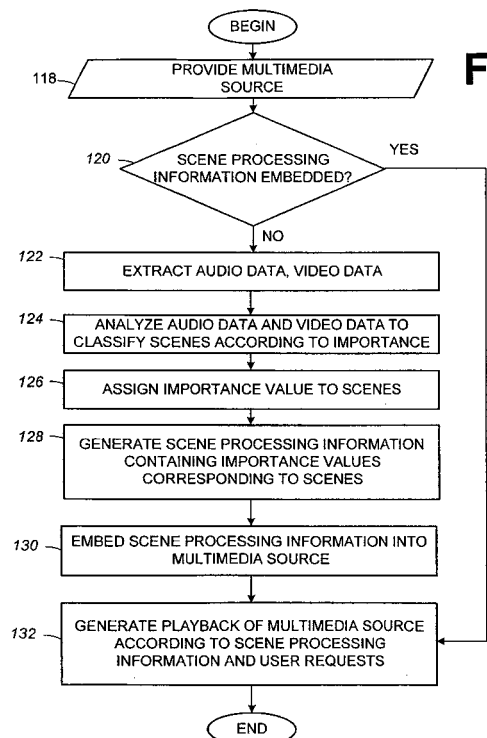 BEGIN
118
PROVIDE MULTIMEDIA
SOURCE
F
120
SCENE PROCESSING
INFORMATION EMBEDDED?
YES
NO
122
EXTRACT AUDIO DATA, VIDEO DATA
124
ANALYZE AUDIO DATA AND VIDEO DATA TO
CLASSIFY SCENES ACCORDING TO IMPORTANCE
126
ASSIGN IMPORTANCE VALUE TO SCENES
128
GENERATE SCENE PROCESSING INFORMATION
CONTAINING IMPORTANCE VALUES
CORRESPONDING TO SCENES
130
EMBED SCENE PROCESSING INFORMATION INTO
MULTIMEDIA SOURCE
132
GENERATE PLAYBACK OF MULTIMEDIA SOURCE
ACCORDING TO SCENE PROCESSING
INFORMATION AND USER REQUESTS
END